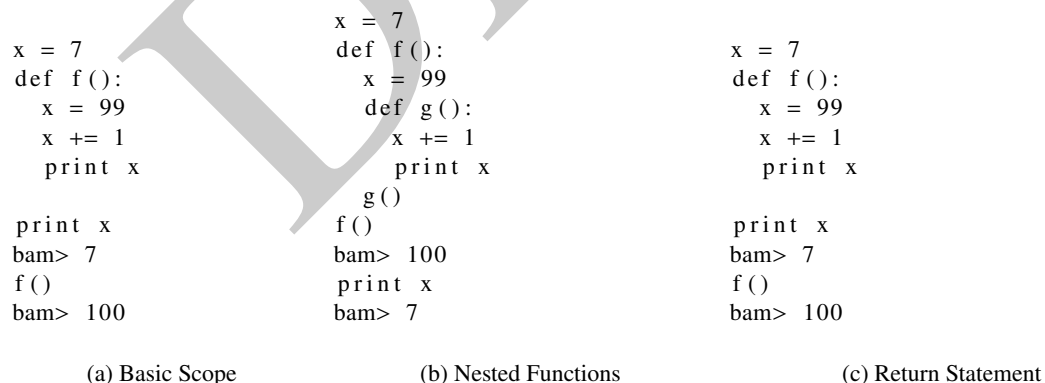 x = 7
def f():
x = 99
x += 1
print x
print x
bam> 7
f()
bam> 100
(a) Basic Scope
x = 7
def f():
x = 99
def g():
x += 1
print x
g()
f()
bam> 100
print x
bam> 7
(b) Nested Functions
x = 7
def f():
x = 99
x += 1
print x
print x
bam> 7
f()
bam> 100
(c) Return Statement